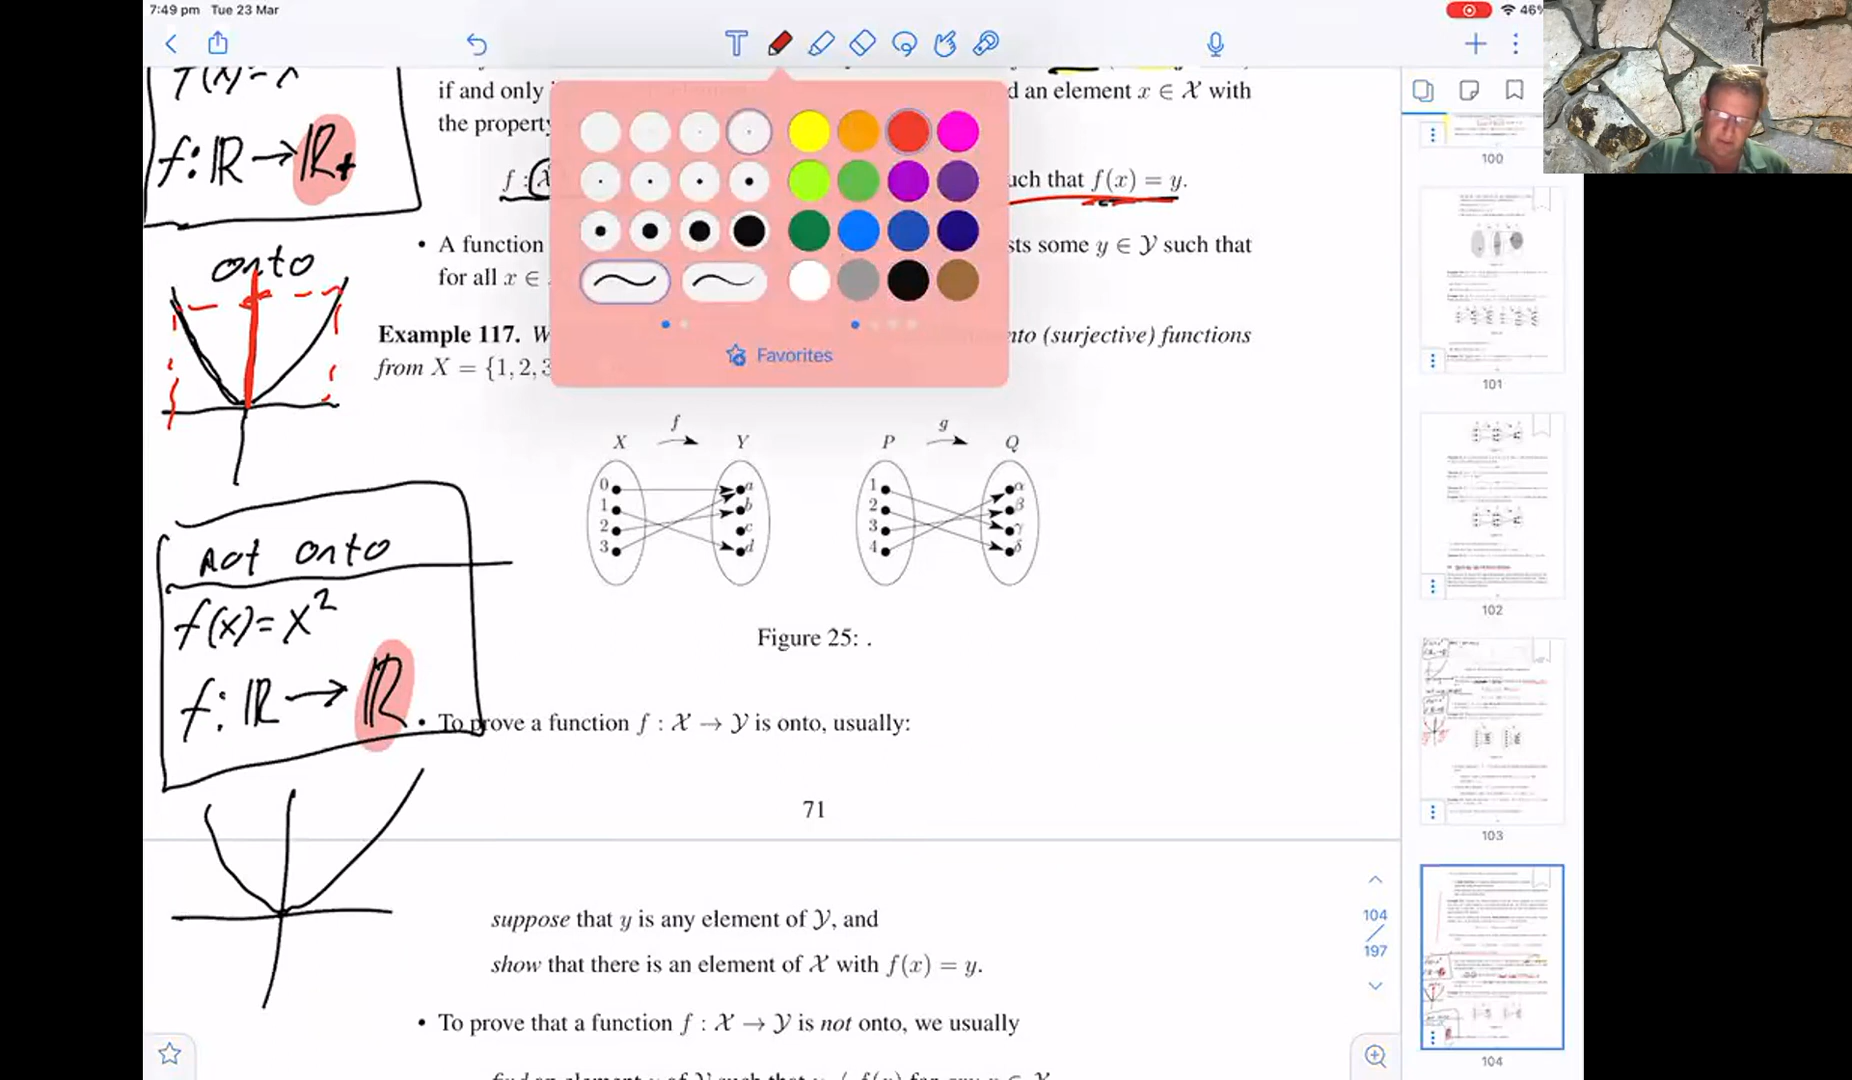 7:49 pm Tue 23 Mar
46%
f(x)=x
f: ℝ → ℝ+
onto
if and only
d an element x ∈ 𝒳 with
the property
f : 𝒳
uch that f(x) = y.
• A function
sts some y ∈ 𝒴 such that
for all x ∈
Example 117. W
nto (surjective) functions
from X = {1, 2, 3
Favorites
X f Y P g Q
0 a 1 α
1 b 2 β
2 c 3 γ
3 d 4 δ
Figure 25: .
Not onto
f(x)= x²
f: ℝ → ℝ
• To prove a function f : 𝒳 → 𝒴 is onto, usually:
71
suppose that y is any element of 𝒴, and
show that there is an element of 𝒳 with f(x) = y.
• To prove that a function f : 𝒳 → 𝒴 is not onto, we usually
100
101
102
103
104
104
/
197